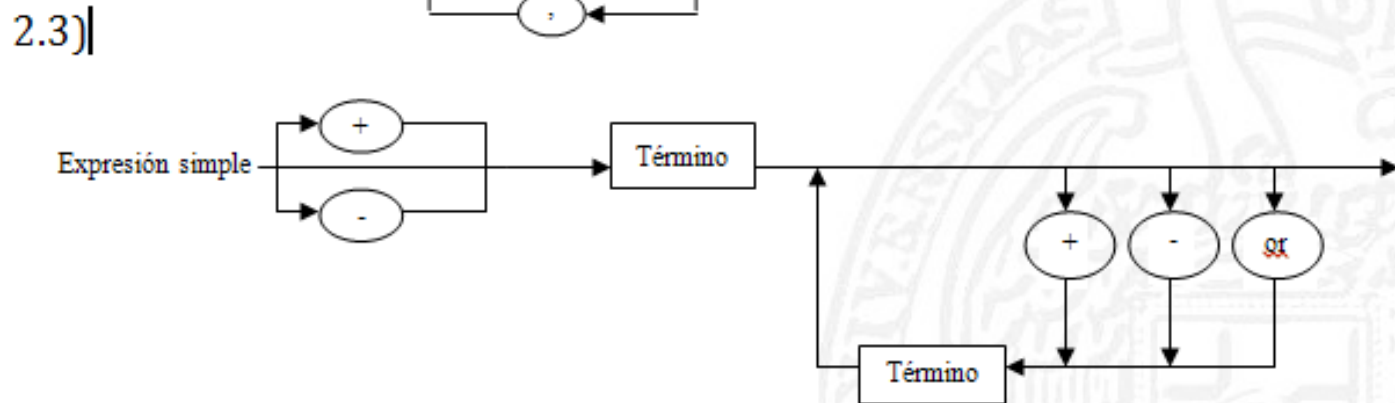 ,
2.3)
+
Expresión simple
Término
-
+ - or
Término